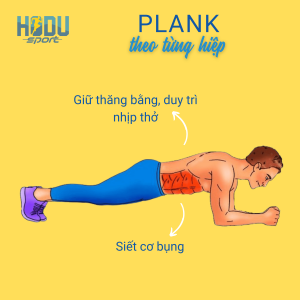 HODU
sport
PLANK
theo từng hiệp
Giữ thăng bằng, duy trì
nhịp thở
Siết cơ bụng